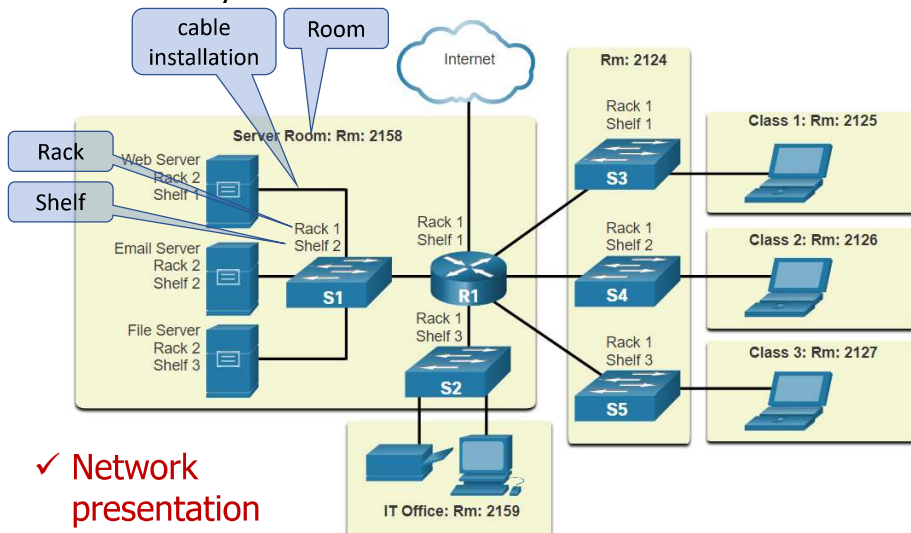 cable
installation
Room
Internet
Rm: 2124
Rack 1
Shelf 1
S3
Class 1: Rm: 2125
Server Room: Rm: 2158
Rack
Shelf
Web Server
Rack 2
Shelf 1
Rack 1
Shelf 2
S1
Email Server
Rack 2
Shelf 2
File Server
Rack 2
Shelf 3
Rack 1
Shelf 1
R1
Rack 1
Shelf 3
S2
Rack 1
Shelf 2
S4
Class 2: Rm: 2126
Rack 1
Shelf 3
S5
Class 3: Rm: 2127
IT Office: Rm: 2159
✓ Network
presentation